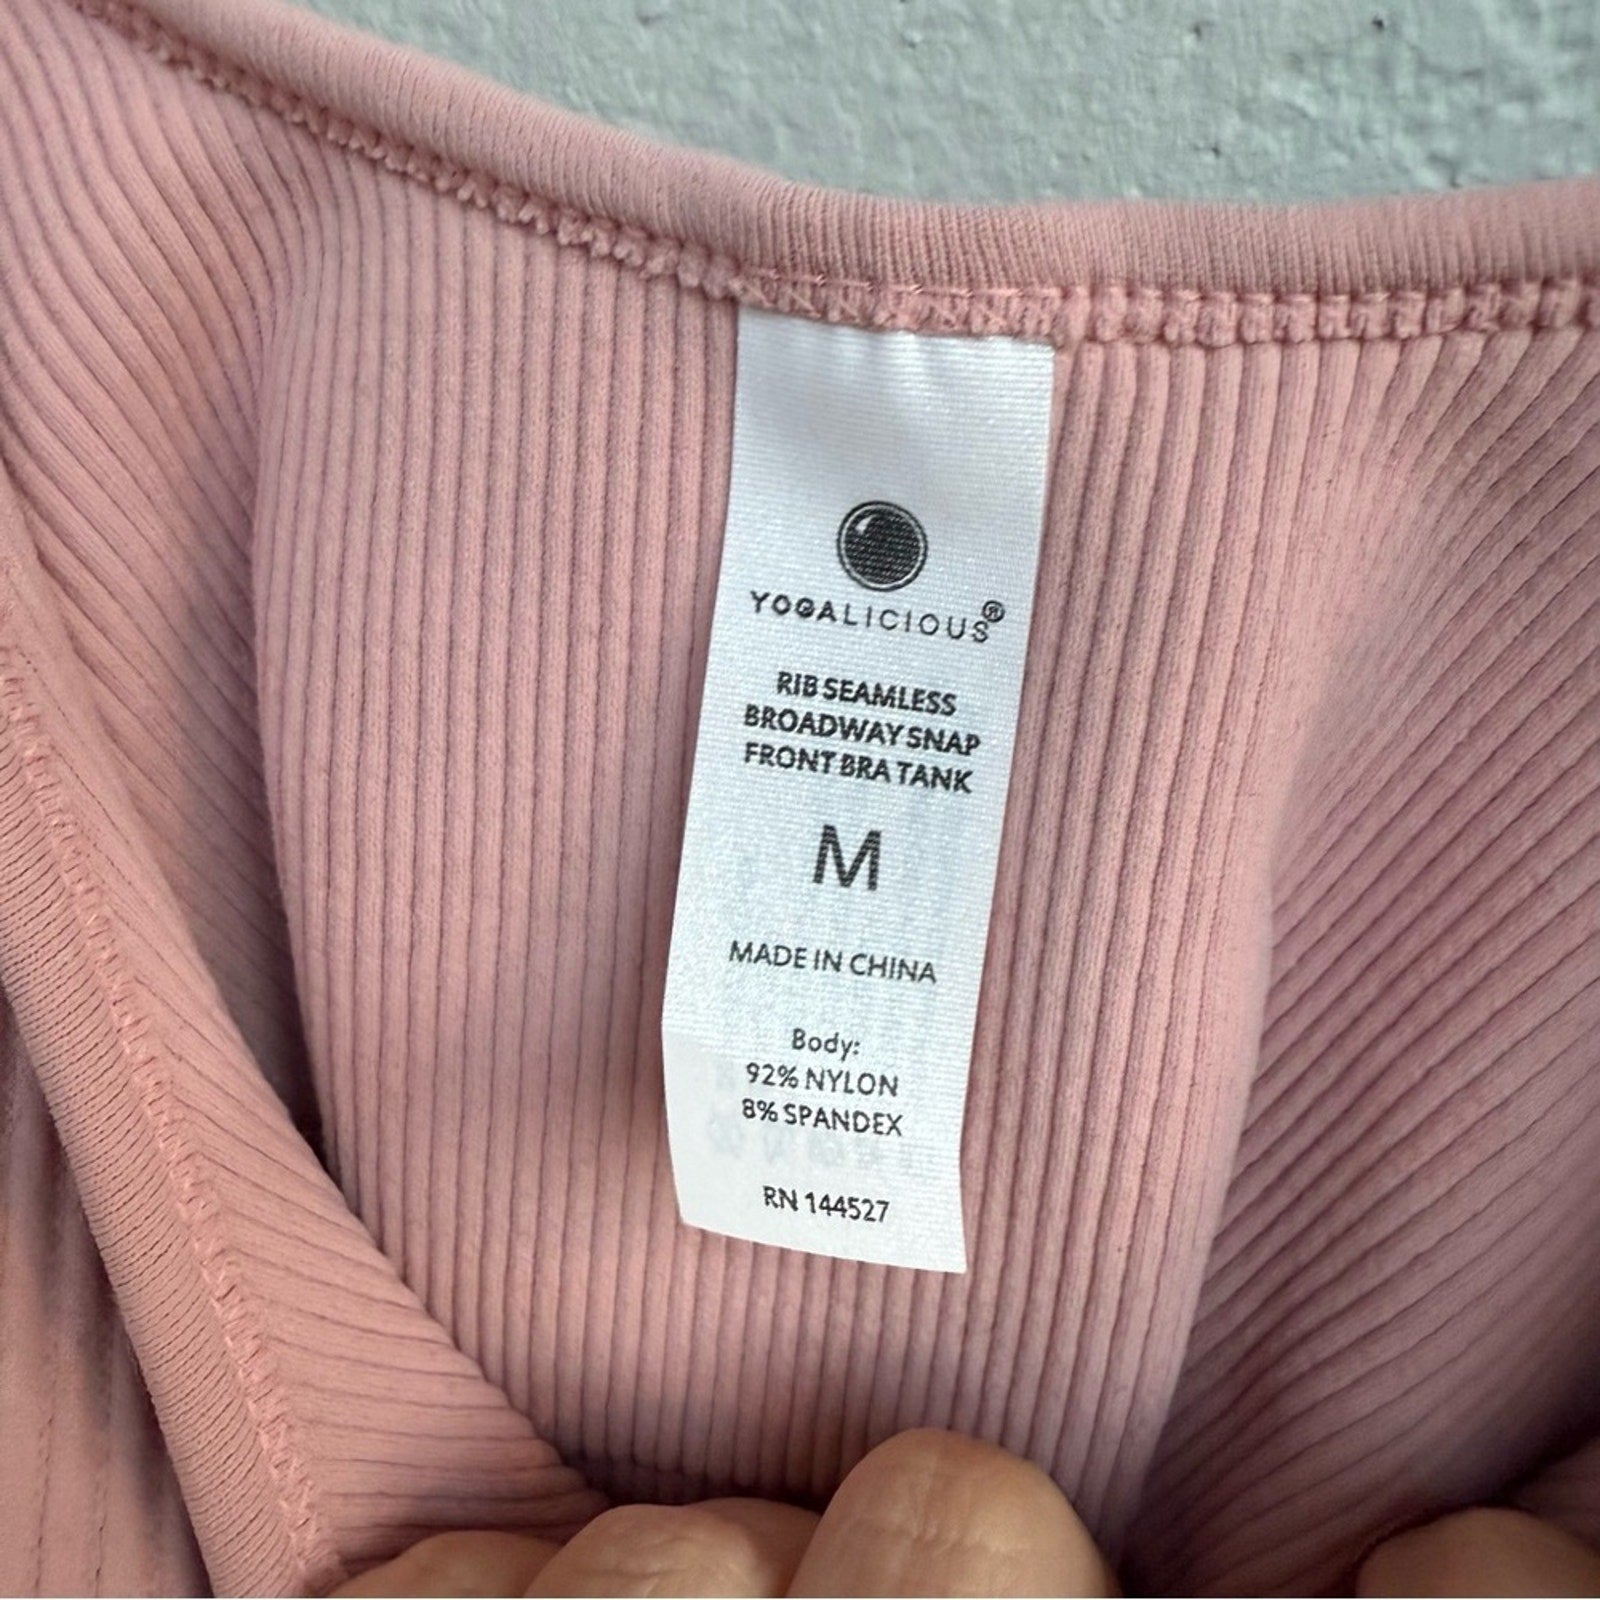 YOGALICIOUS®
RIB SEAMLESS
BROADWAY SNAP
FRONT BRA TANK
M
MADE IN CHINA
Body:
92% NYLON
8% SPANDEX
RN 144527